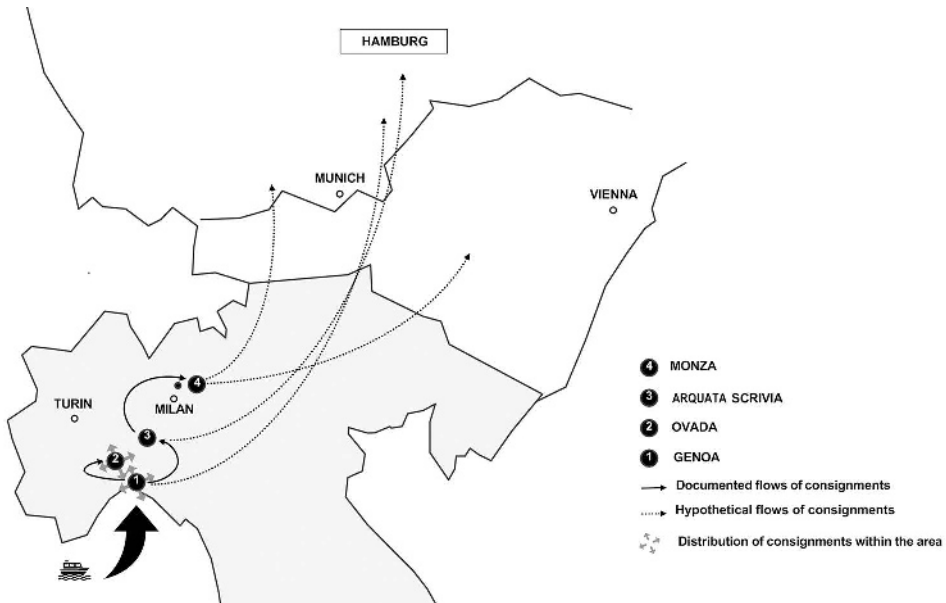 HAMBURG
MUNICH
VIENNA
4
MILAN
TURIN
3
2
1
4 MONZA
3 ARQUATA SCRIVIA
2 OVADA
1 GENOA
Documented flows of consignments
Hypothetical flows of consignments
Distribution of consignments within the area